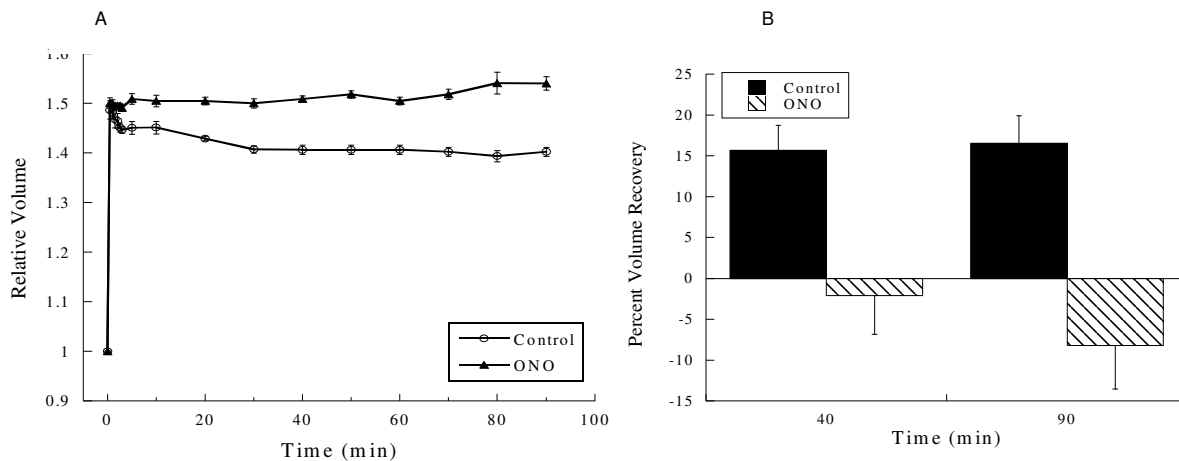 A
B
1.6
1.5
1.4
1.3
1.2
1.1
1
0.9
Relative Volume
0
20
40
60
80
100
Time (min)
Control
ONO
25
20
15
10
5
0
-5
-10
-15
Percent Volume Recovery
Control
ONO
40
90
Time (min)